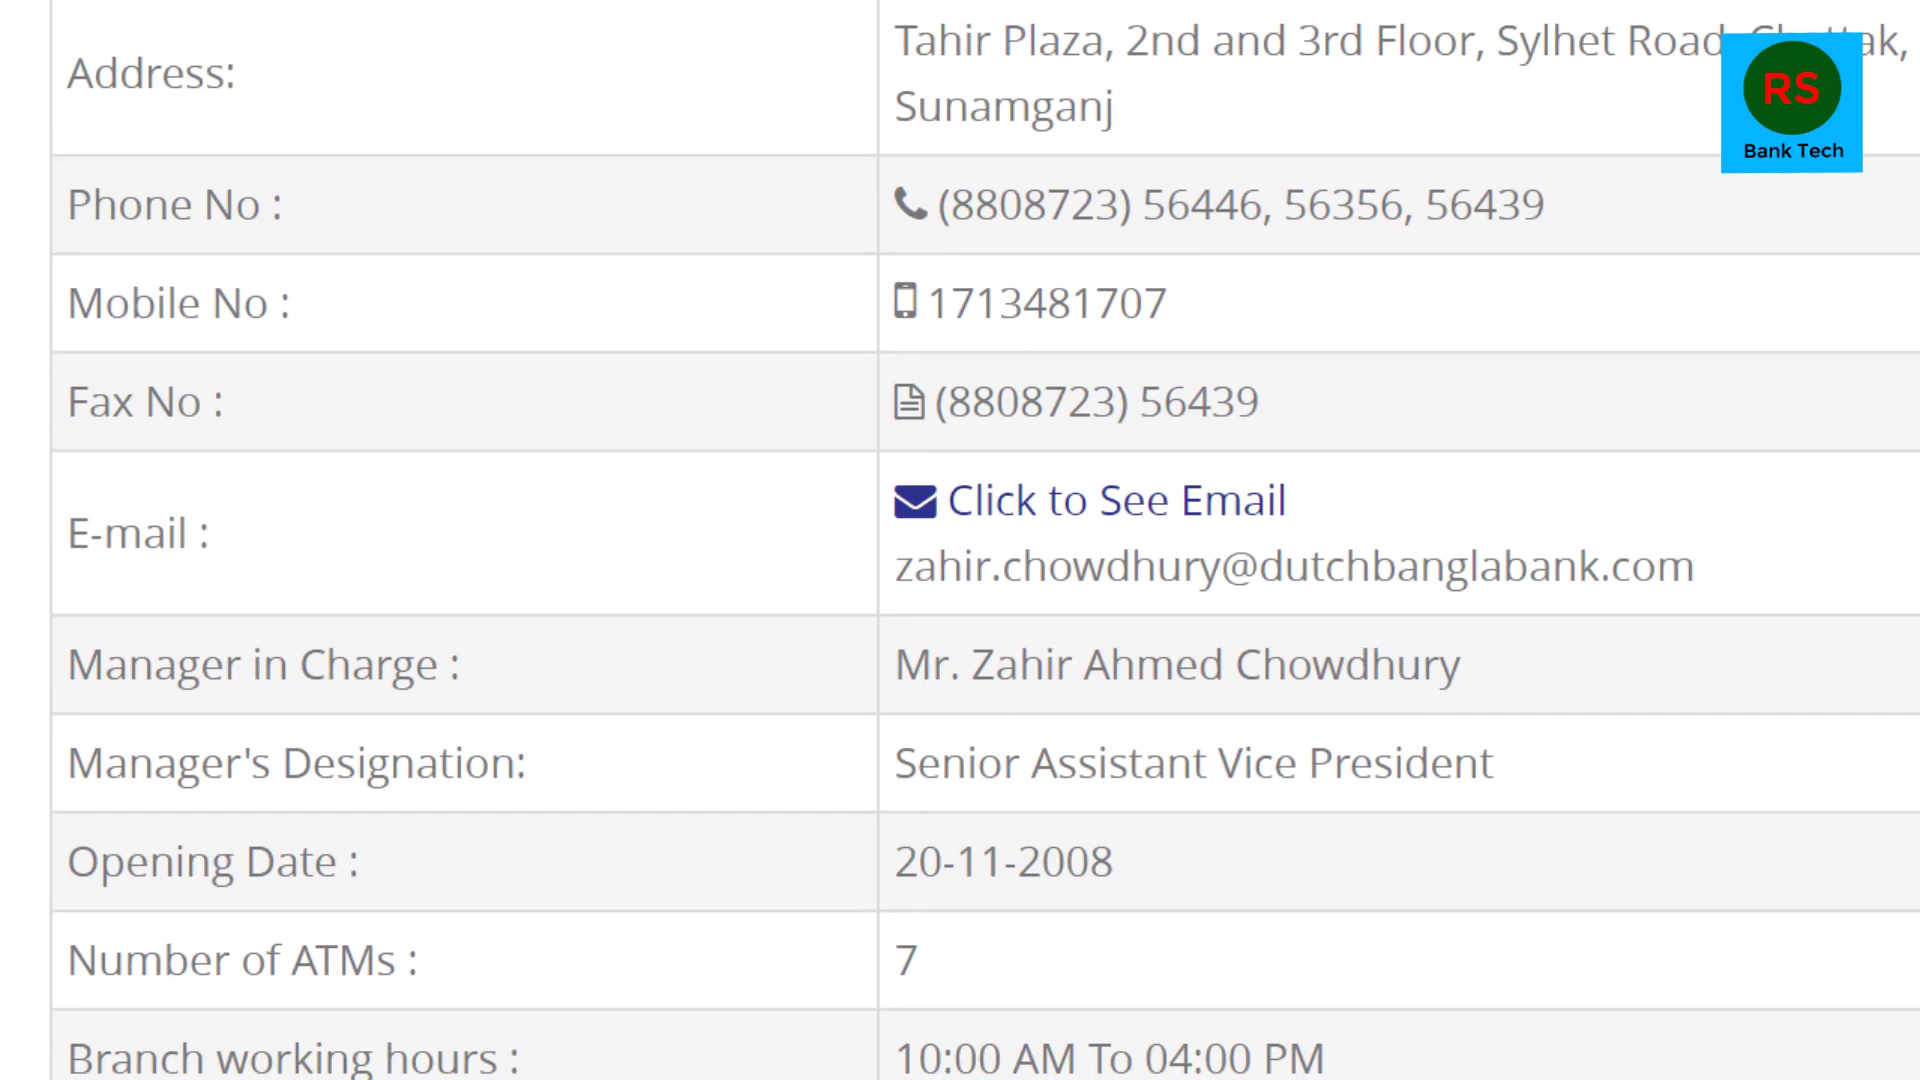 Address:
Tahir Plaza, 2nd and 3rd Floor, Sylhet Road,
Sunamganj
RS
Bank Tech
Phone No :
(8808723) 56446, 56356, 56439
Mobile No :
1713481707
Fax No :
(8808723) 56439
E-mail :
Click to See Email
zahir.chowdhury@dutchbanglabank.com
Manager in Charge :
Mr. Zahir Ahmed Chowdhury
Manager's Designation:
Senior Assistant Vice President
Opening Date :
20-11-2008
Number of ATMs :
7
Branch working hours :
10:00 AM To 04:00 PM